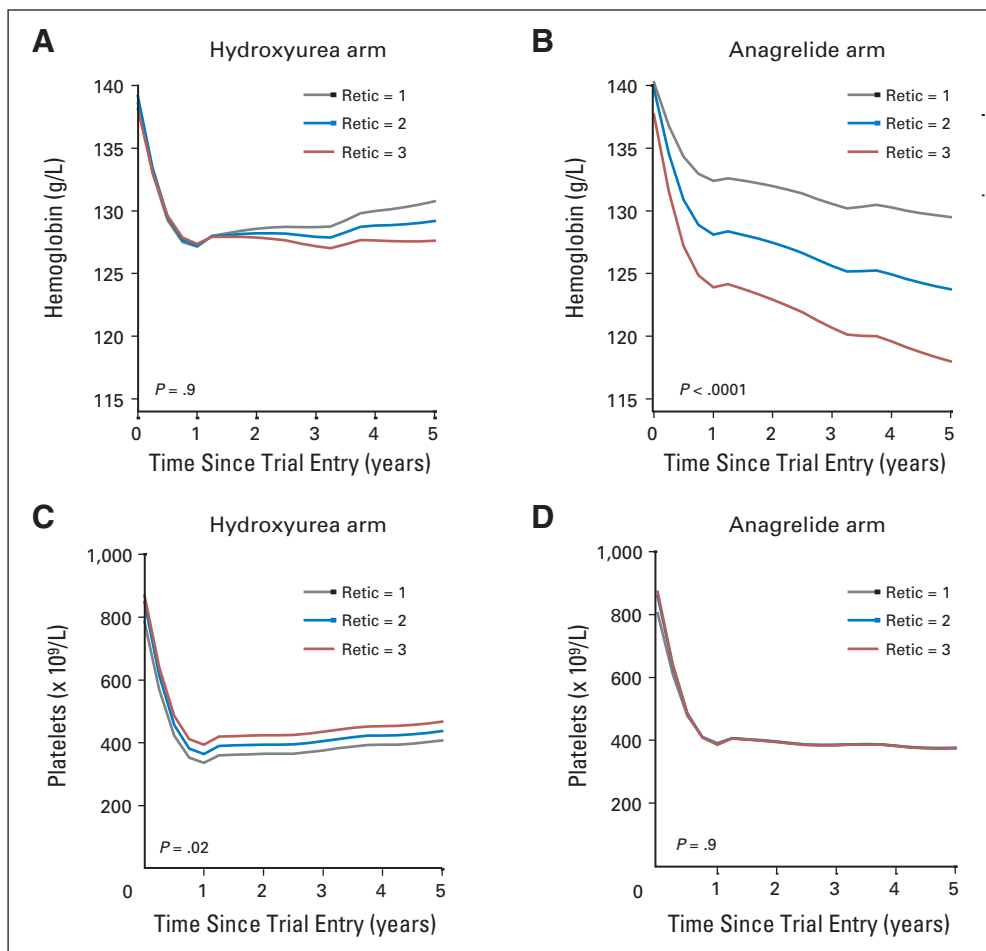 A
Hydroxyurea arm
140
135
130
125
120
115
Hemoglobin (g/L)
Retic = 1
Retic = 2
Retic = 3
P = .9
0 1 2 3 4 5
Time Since Trial Entry (years)
B
Anagrelide arm
140
135
130
125
120
115
Hemoglobin (g/L)
Retic = 1
Retic = 2
Retic = 3
P < .0001
0 1 2 3 4 5
Time Since Trial Entry (years)
C
Hydroxyurea arm
1,000
800
600
400
200
Platelets (x 10⁹/L)
Retic = 1
Retic = 2
Retic = 3
P = .02
0 1 2 3 4 5
Time Since Trial Entry (years)
D
Anagrelide arm
1,000
800
600
400
200
Platelets (x 10⁹/L)
Retic = 1
Retic = 2
Retic = 3
P = .9
0 1 2 3 4 5
Time Since Trial Entry (years)